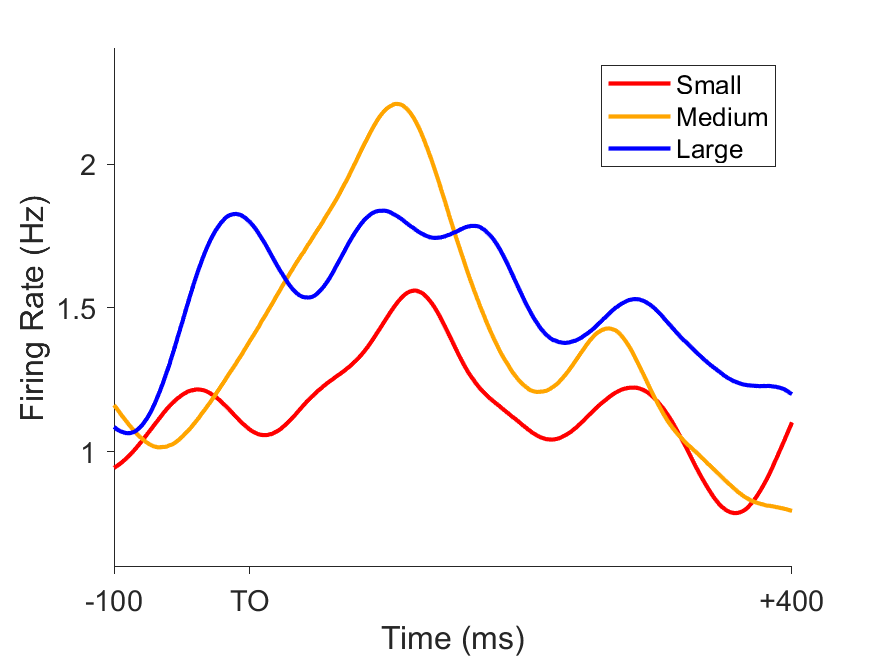 Small
Medium
Large
2
1.5
1
Firing Rate (Hz)
-100 TO +400
Time (ms)